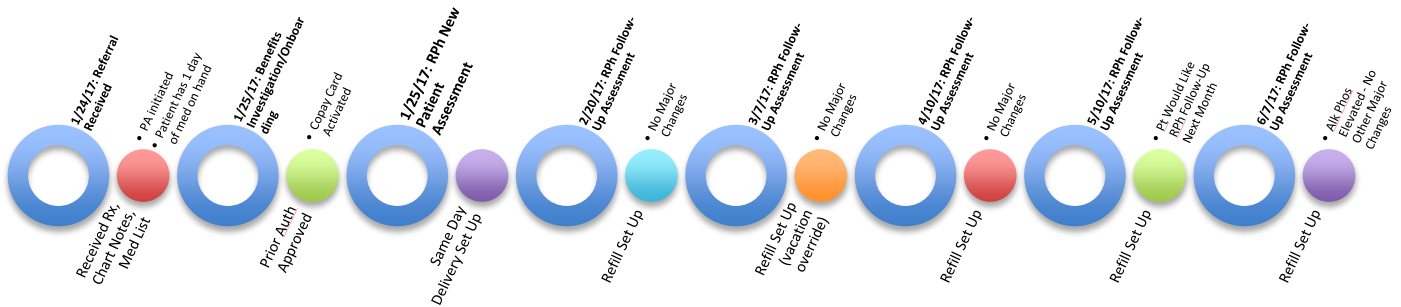 1/24/17: Referral
Received
• PA Initiated
• Patient has 1 day
of med on hand
Received Rx,
Chart Notes,
Med List
1/25/17: Benefits
Investigation/Onboar
ding
• Copay Card
Activated
Prior Auth
Approved
1/25/17: RPh New
Patient
Assessment
Same Day
Delivery Set Up
2/20/17: RPh Follow-
Up Assessment
• No Major
Changes
Refill Set Up
3/7/17: RPh Follow-
Up Assessment
• No Major
Changes
Refill Set Up
(vacation
override)
4/10/17: RPh Follow-
Up Assessment
• No Major
Changes
Refill Set Up
5/10/17: RPh Follow-
Up Assessment
• Pt Would Like
RPh Follow-Up
Next Month
Refill Set Up
6/7/17: RPh Follow-
Up Assessment
• Alk Phos
Elevated - No
Other Major
Changes
Refill Set Up